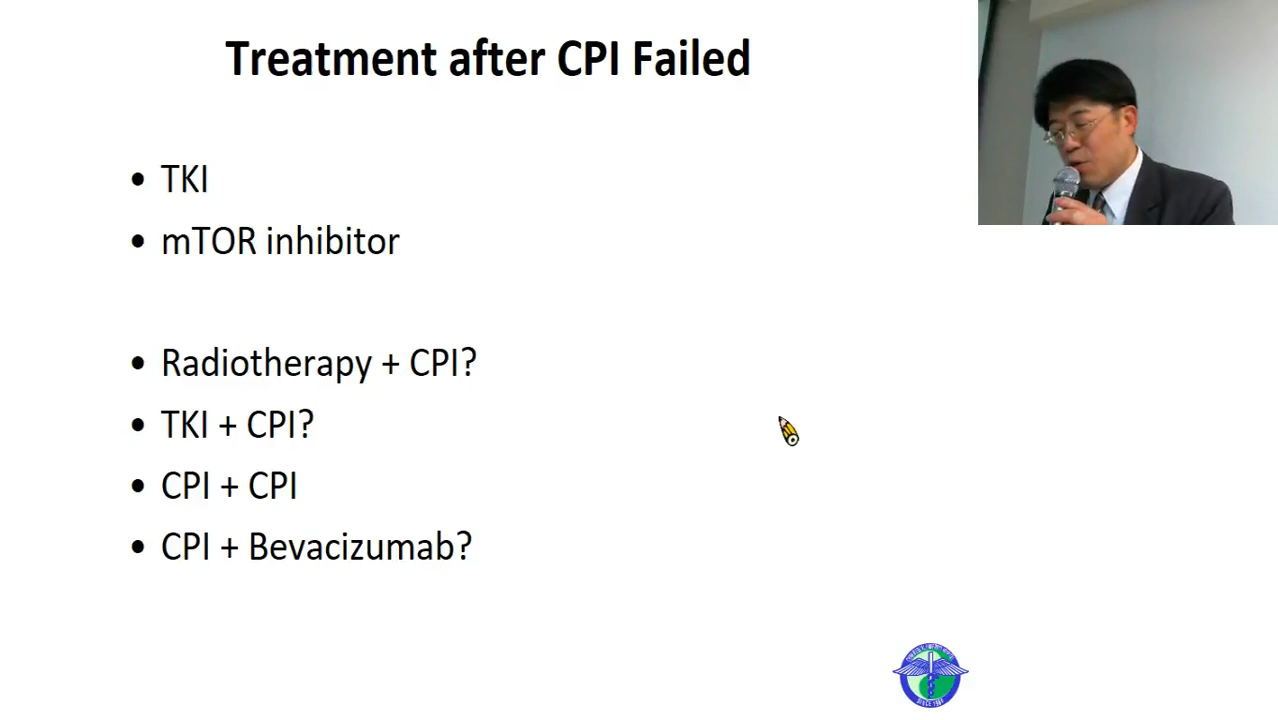 Treatment after CPI Failed
• TKI
• mTOR inhibitor
• Radiotherapy + CPI?
• TKI + CPI?
• CPI + CPI
• CPI + Bevacizumab?